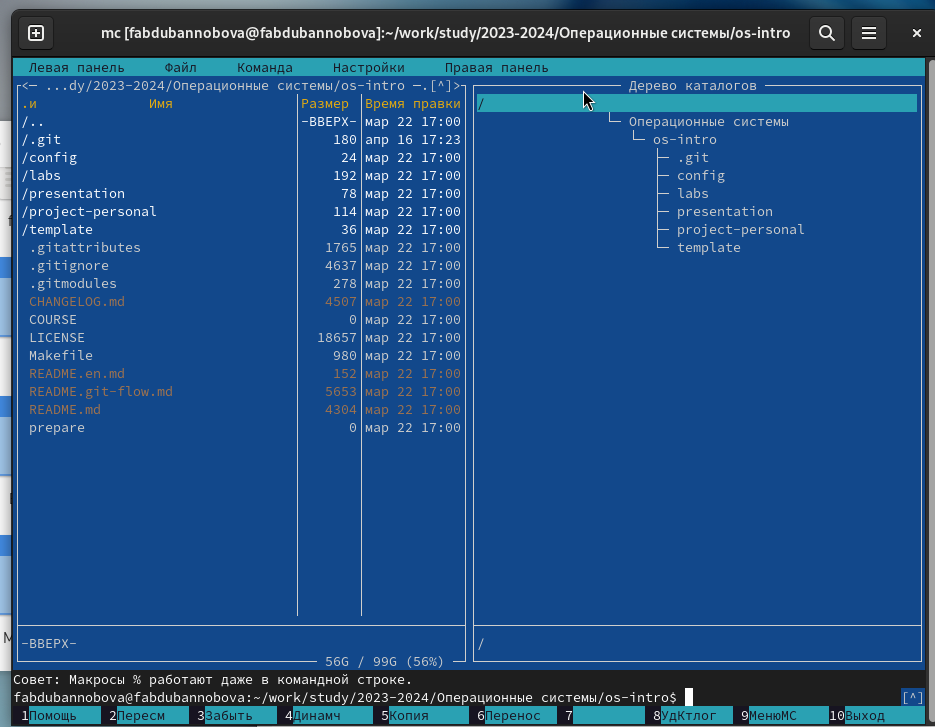 mc [fabdubannobova@fabdubannobova]:~/work/study/2023-2024/Операционные системы/os-intro
Левая панель Файл Команда Настройки Правая панель
<— ...dy/2023-2024/Операционные системы/os-intro —.[^]>
.и Имя Размер Время правки
/.. -ВВЕРХ- мар 22 17:00
/.git 180 апр 16 17:23
/config 24 мар 22 17:00
/labs 192 мар 22 17:00
/presentation 78 мар 22 17:00
/project-personal 114 мар 22 17:00
/template 36 мар 22 17:00
.gitattributes 1765 мар 22 17:00
.gitignore 4637 мар 22 17:00
.gitmodules 278 мар 22 17:00
CHANGELOG.md 4507 мар 22 17:00
COURSE 0 мар 22 17:00
LICENSE 18657 мар 22 17:00
Makefile 980 мар 22 17:00
README.en.md 152 мар 22 17:00
README.git-flow.md 5653 мар 22 17:00
README.md 4304 мар 22 17:00
prepare 0 мар 22 17:00
-ВВЕРХ-
56G / 99G (56%)
Дерево каталогов
/
Операционные системы
os-intro
.git
config
labs
presentation
project-personal
template
/
Совет: Макросы % работают даже в командной строке.
fabdubannobova@fabdubannobova:~/work/study/2023-2024/Операционные системы/os-intro$ [^]
1Помощь 2Пересм 3Забыть 4Динамч 5Копия 6Перенос 7 8УдКтлог 9МенюМС 10Выход